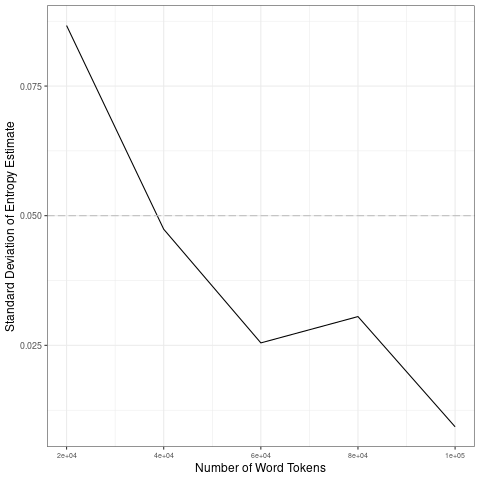 Standard Deviation of Entropy Estimate
0.075
0.050
0.025
2e+04 4e+04 6e+04 8e+04 1e+05
Number of Word Tokens